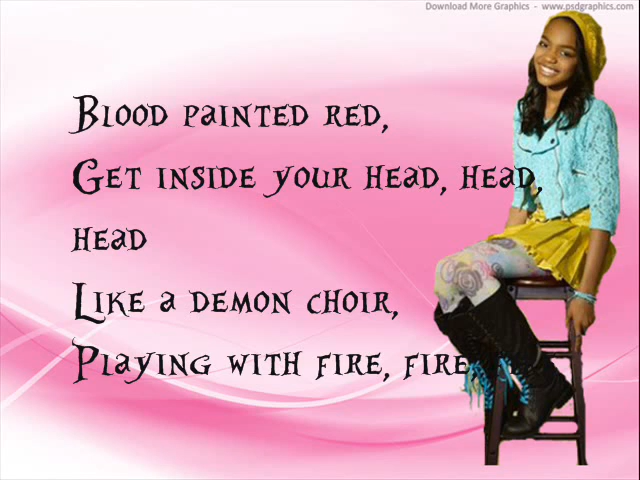 Download More Graphics - www.psdgraphics.com
Blood painted red,
Get inside your head, head,
head
Like a demon choir,
Playing with fire, fire,